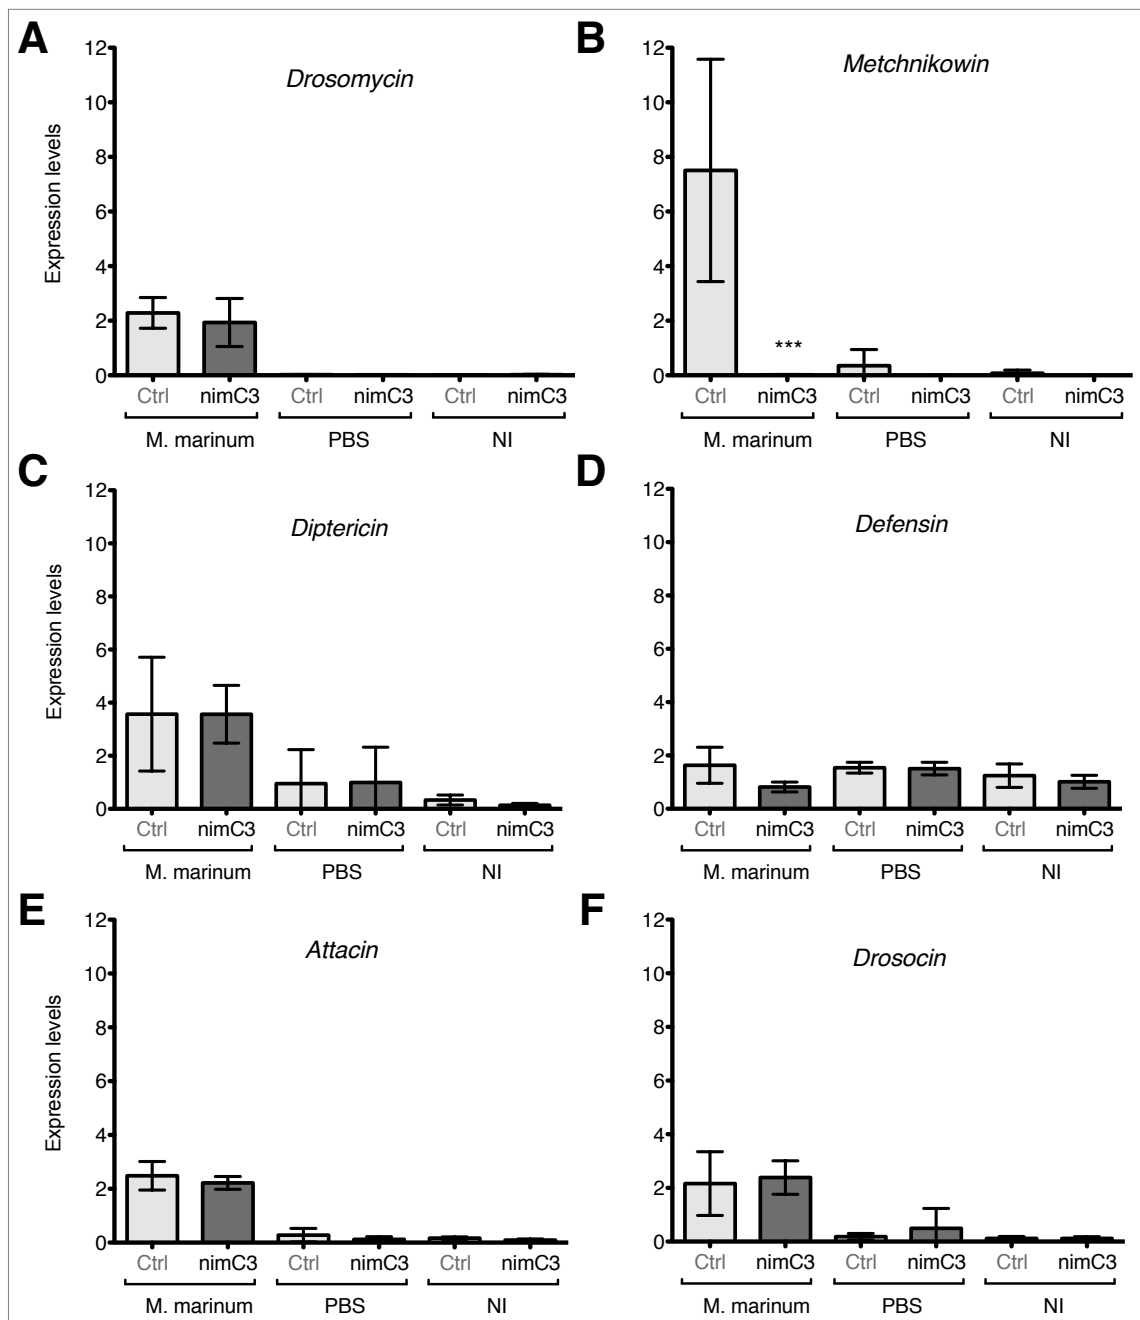 A
Drosomycin
Expression levels
12
10
8
6
4
2
0
Ctrl nimC3 Ctrl nimC3 Ctrl nimC3
M. marinum PBS NI
B
Metchnikowin
12
10
8
6
4
2
0
***
Ctrl nimC3 Ctrl nimC3 Ctrl nimC3
M. marinum PBS NI
C
Diptericin
Expression levels
12
10
8
6
4
2
0
Ctrl nimC3 Ctrl nimC3 Ctrl nimC3
M. marinum PBS NI
D
Defensin
12
10
8
6
4
2
0
Ctrl nimC3 Ctrl nimC3 Ctrl nimC3
M. marinum PBS NI
E
Attacin
Expression levels
12
10
8
6
4
2
0
Ctrl nimC3 Ctrl nimC3 Ctrl nimC3
M. marinum PBS NI
F
Drosocin
12
10
8
6
4
2
0
Ctrl nimC3 Ctrl nimC3 Ctrl nimC3
M. marinum PBS NI